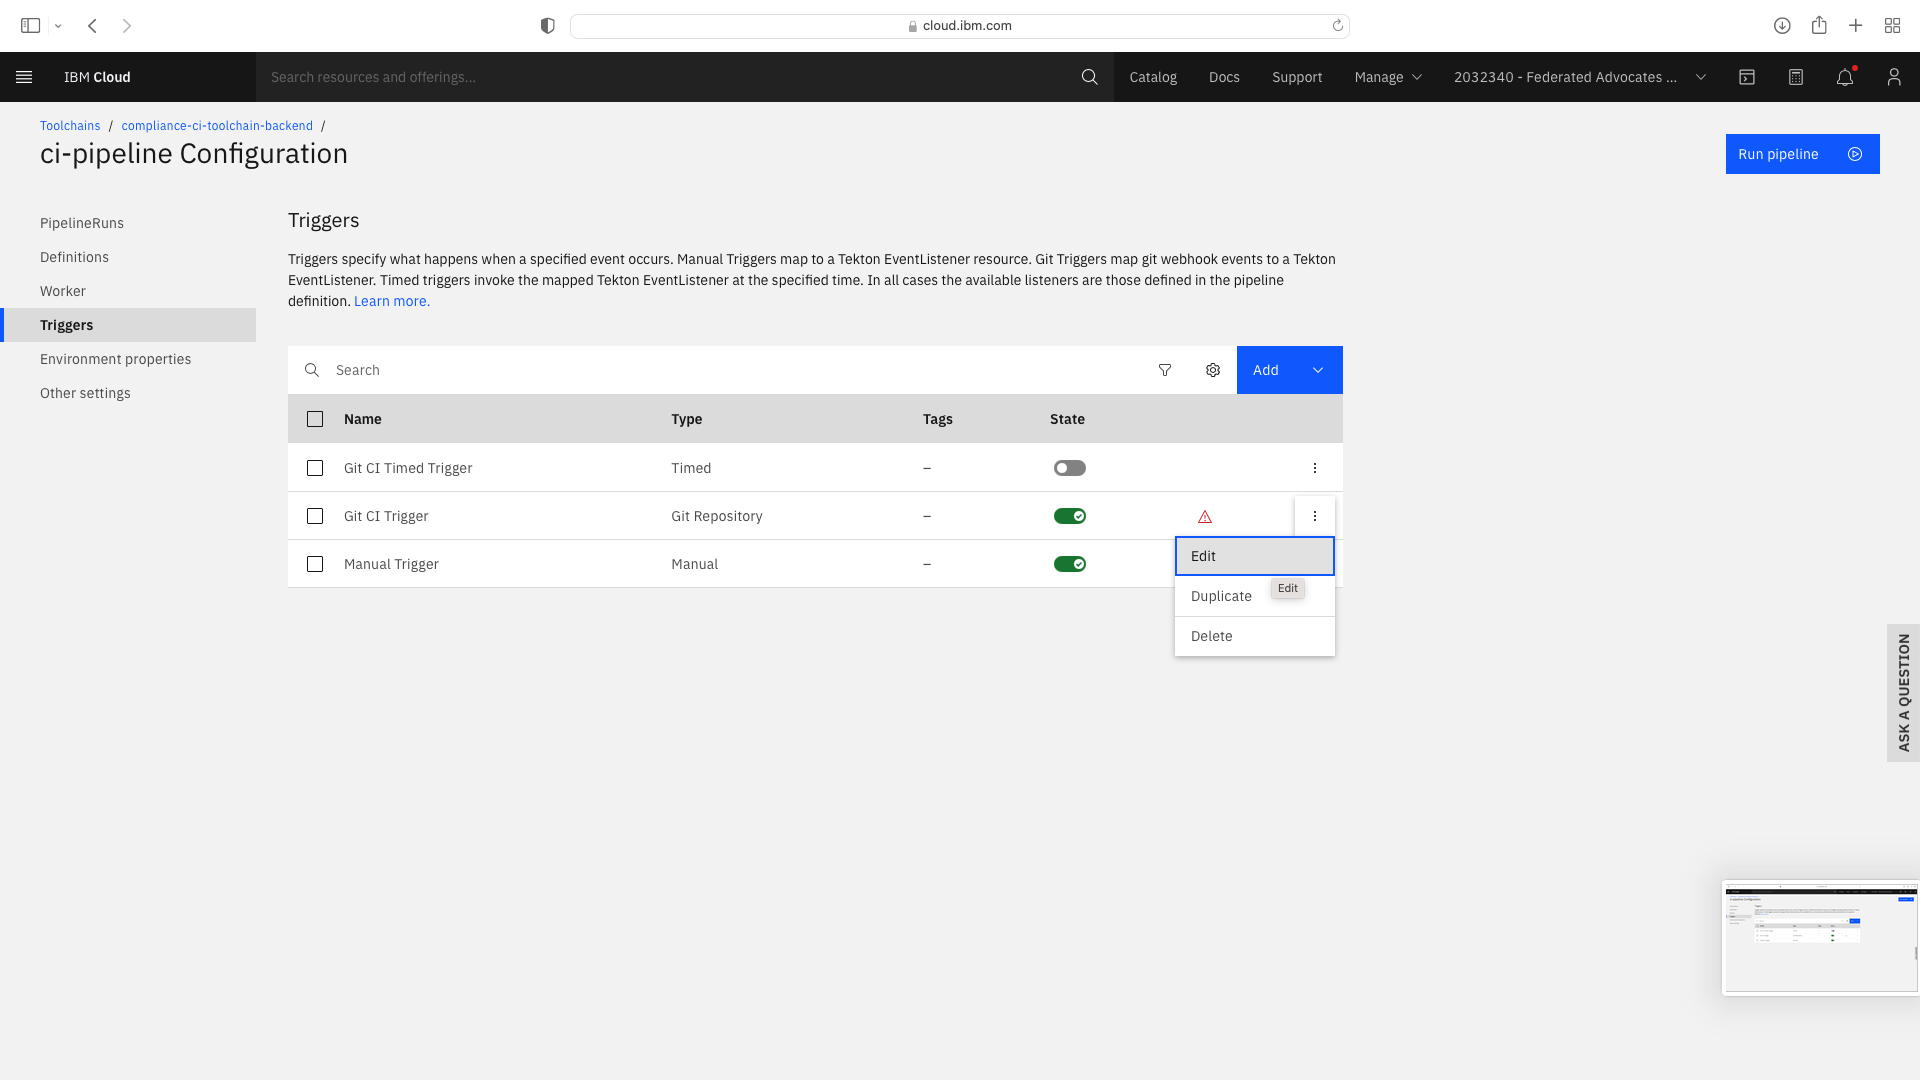 cloud.ibm.com
IBM Cloud
Search resources and offerings...
Catalog
Docs
Support
Manage
2032340 - Federated Advocates ...
Toolchains / compliance-ci-toolchain-backend /
ci-pipeline Configuration
Run pipeline
PipelineRuns
Definitions
Worker
Triggers
Environment properties
Other settings
Triggers
Triggers specify what happens when a specified event occurs. Manual Triggers map to a Tekton EventListener resource. Git Triggers map git webhook events to a Tekton
EventListener. Timed triggers invoke the mapped Tekton EventListener at the specified time. In all cases the available listeners are those defined in the pipeline
definition. Learn more.
Search
Add
Name Type Tags State
Git CI Timed Trigger Timed –
Git CI Trigger Git Repository –
Manual Trigger Manual –
Edit
Edit
Duplicate
Delete
ASK A QUESTION